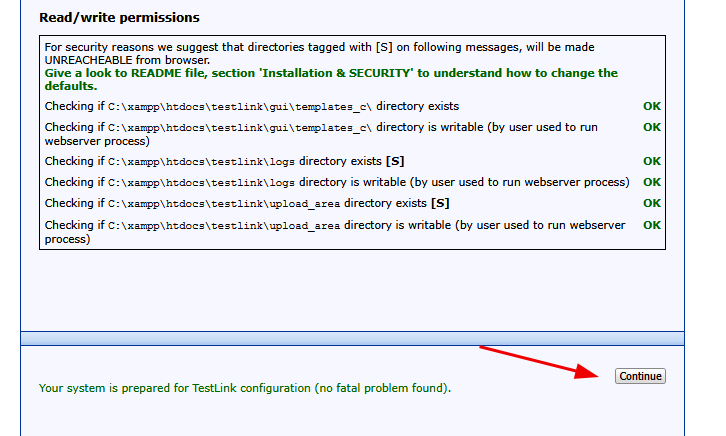 Read/write permissions
For security reasons we suggest that directories tagged with [S] on following messages, will be made
UNREACHEABLE from browser.
Give a look to README file, section 'Installation & SECURITY' to understand how to change the
defaults.
Checking if C:\xampp\htdocs\testlink\gui\templates_c\ directory exists OK
Checking if C:\xampp\htdocs\testlink\gui\templates_c\ directory is writable (by user used to run OK
webserver process)
Checking if C:\xampp\htdocs\testlink\logs directory exists [S] OK
Checking if C:\xampp\htdocs\testlink\logs directory is writable (by user used to run webserver process) OK
Checking if C:\xampp\htdocs\testlink\upload_area directory exists [S] OK
Checking if C:\xampp\htdocs\testlink\upload_area directory is writable (by user used to run webserver OK
process)
Continue
Your system is prepared for TestLink configuration (no fatal problem found).